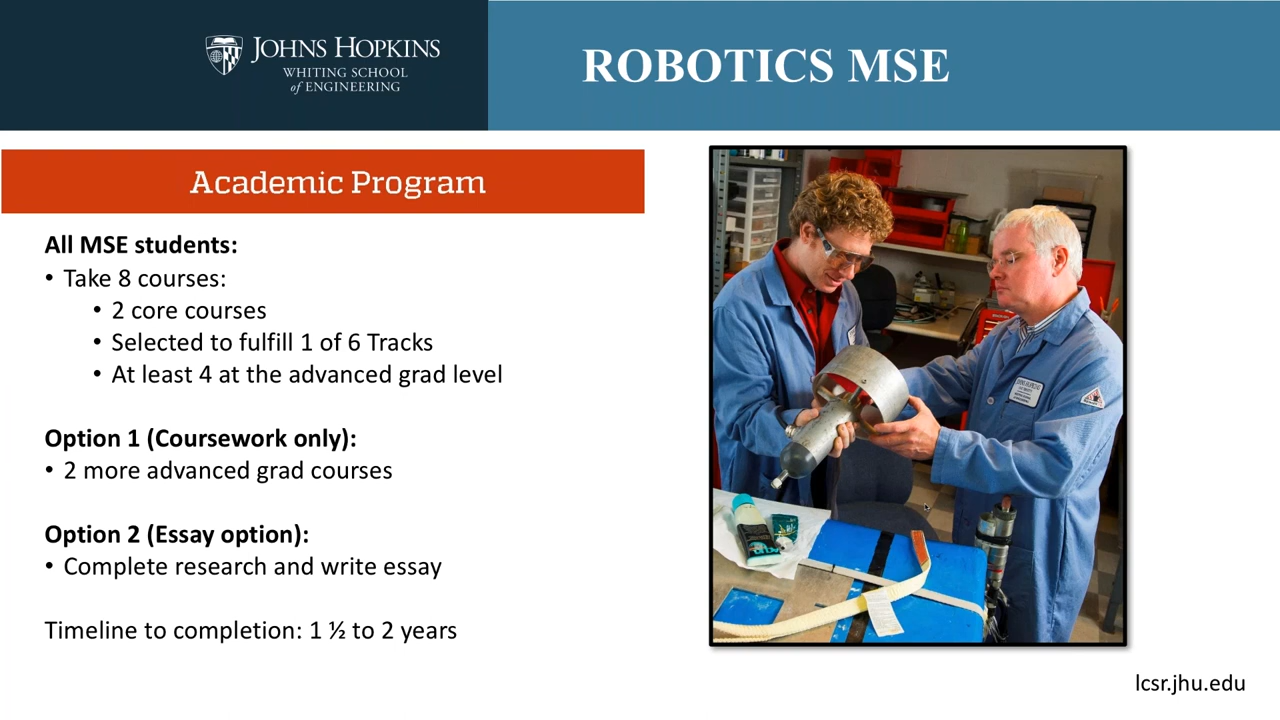 JOHNS HOPKINS
WHITING SCHOOL
of ENGINEERING
ROBOTICS MSE
Academic Program
All MSE students:
• Take 8 courses:
• 2 core courses
• Selected to fulfill 1 of 6 Tracks
• At least 4 at the advanced grad level
Option 1 (Coursework only):
• 2 more advanced grad courses
Option 2 (Essay option):
• Complete research and write essay
Timeline to completion: 1 ½ to 2 years
lcsr.jhu.edu